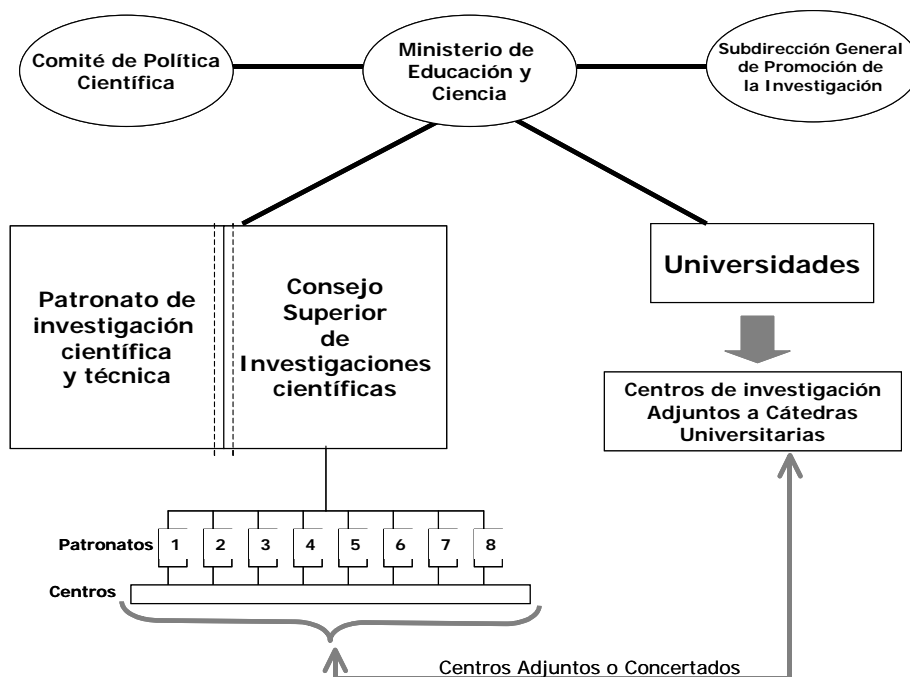 Comité de Política
Científica
Ministerio de
Educación y
Ciencia
Subdirección General
de Promoción de
la Investigación
Patronato de
investigación
científica
y técnica
Consejo
Superior
de
Investigaciones
científicas
Universidades
Centros de investigación
Adjuntos a Cátedras
Universitarias
Patronatos 1 2 3 4 5 6 7 8
Centros
Centros Adjuntos o Concertados